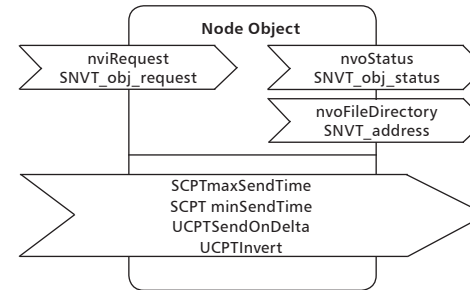 Node Object
nviRequest
SNVT_obj_request
nvoStatus
SNVT_obj_status
nvoFileDirectory
SNVT_address
SCPTmaxSendTime
SCPT minSendTime
UCPTSendOnDelta
UCPTInvert